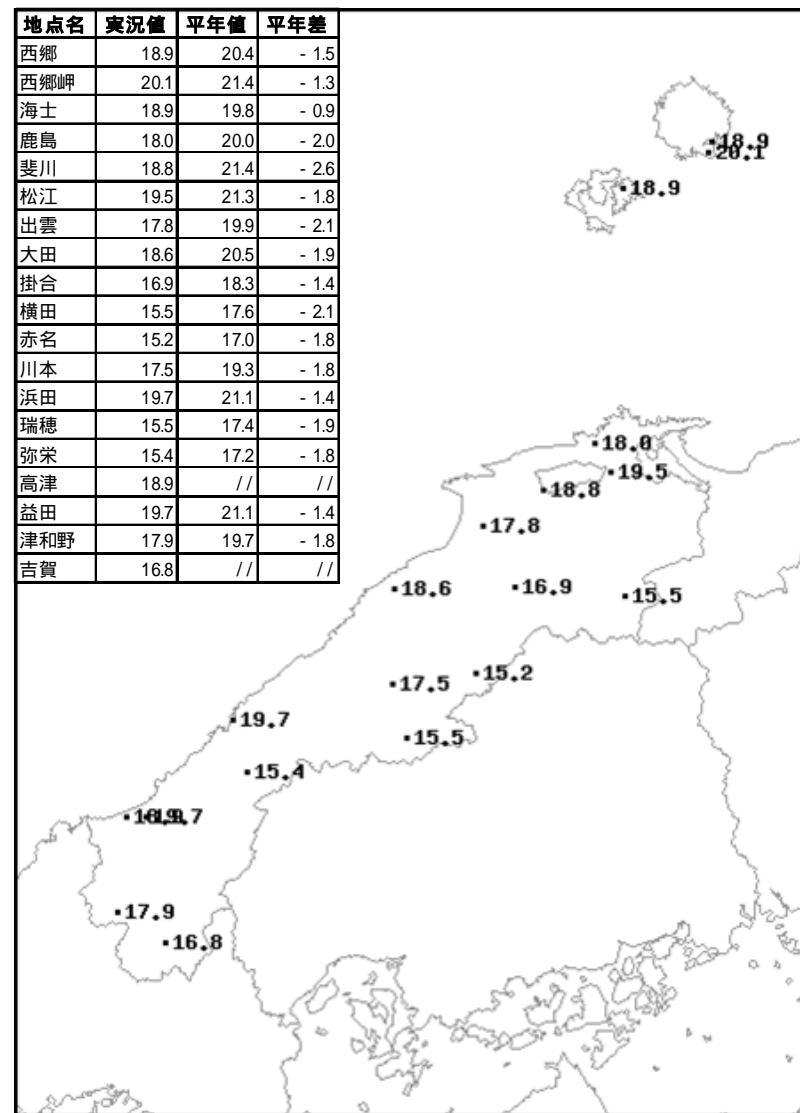 地点名 実況値 平年値 平年差
西郷 18.9 20.4 - 1.5
西郷岬 20.1 21.4 - 1.3
海士 18.9 19.8 - 0.9
鹿島 18.0 20.0 - 2.0
斐川 18.8 21.4 - 2.6
松江 19.5 21.3 - 1.8
出雲 17.8 19.9 - 2.1
大田 18.6 20.5 - 1.9
掛合 16.9 18.3 - 1.4
横田 15.5 17.6 - 2.1
赤名 15.2 17.0 - 1.8
川本 17.5 19.3 - 1.8
浜田 19.7 21.1 - 1.4
瑞穂 15.5 17.4 - 1.9
弥栄 15.4 17.2 - 1.8
高津 18.9 // //
益田 19.7 21.1 - 1.4
津和野 17.9 19.7 - 1.8
吉賀 16.8 // //
18.9
20.1
18.9
18.0
19.5
18.8
17.8
18.6
16.9
15.5
15.2
17.5
19.7
15.5
15.4
17.9
16.8